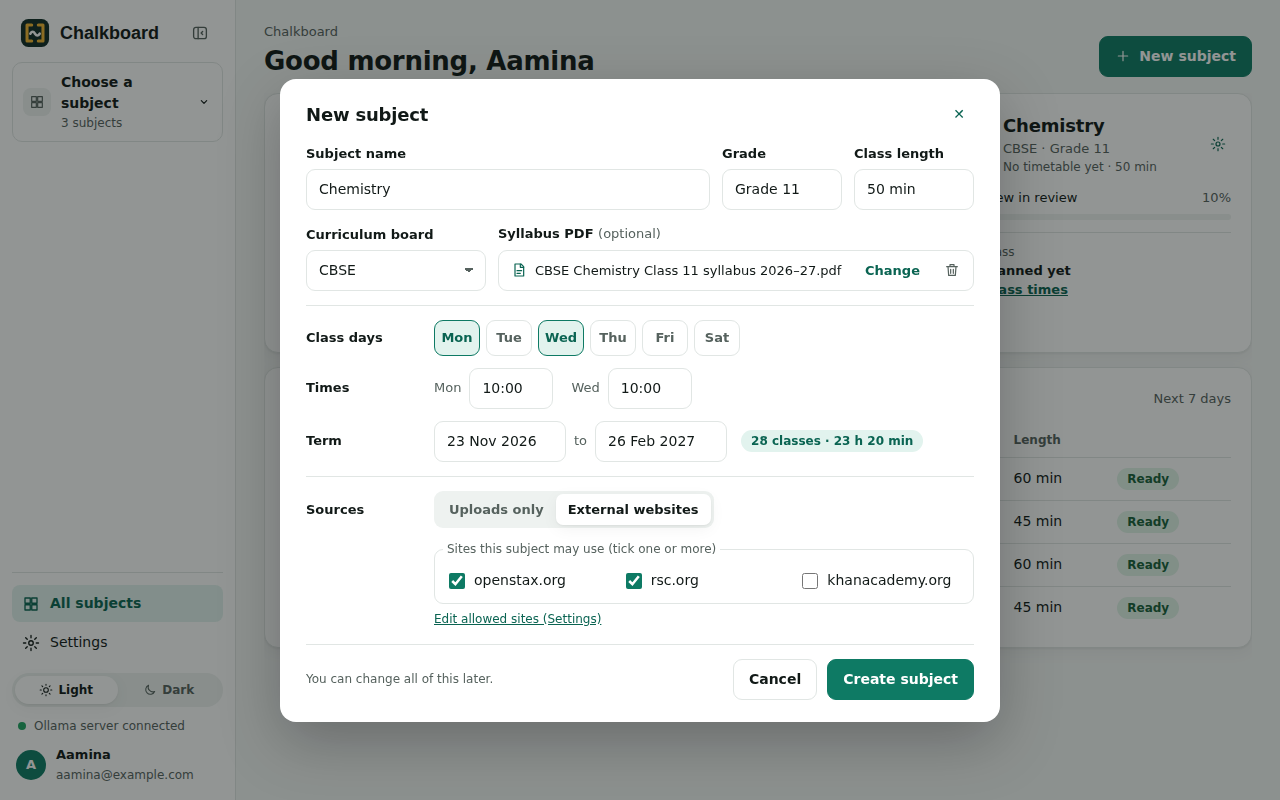 Chalkboard
Choose a
subject
3 subjects
All subjects
Settings
Light
Dark
Ollama server connected
A
Aamina
aamina@example.com
Chalkboard
Good morning, Aamina
New subject
New subject
Subject name
Grade
Class length
Chemistry
Grade 11
50 min
Curriculum board
Syllabus PDF (optional)
CBSE
CBSE Chemistry Class 11 syllabus 2026–27.pdf
Change
Class days
Mon
Tue
Wed
Thu
Fri
Sat
Times
Mon
10:00
Wed
10:00
Term
23 Nov 2026
to
26 Feb 2027
28 classes · 23 h 20 min
Sources
Uploads only
External websites
Sites this subject may use (tick one or more)
openstax.org
rsc.org
khanacademy.org
Edit allowed sites (Settings)
You can change all of this later.
Cancel
Create subject
Chemistry
CBSE · Grade 11
No timetable yet · 50 min
in review
10%
yet
times
Next 7 days
Length
60 min
Ready
45 min
Ready
60 min
Ready
45 min
Ready